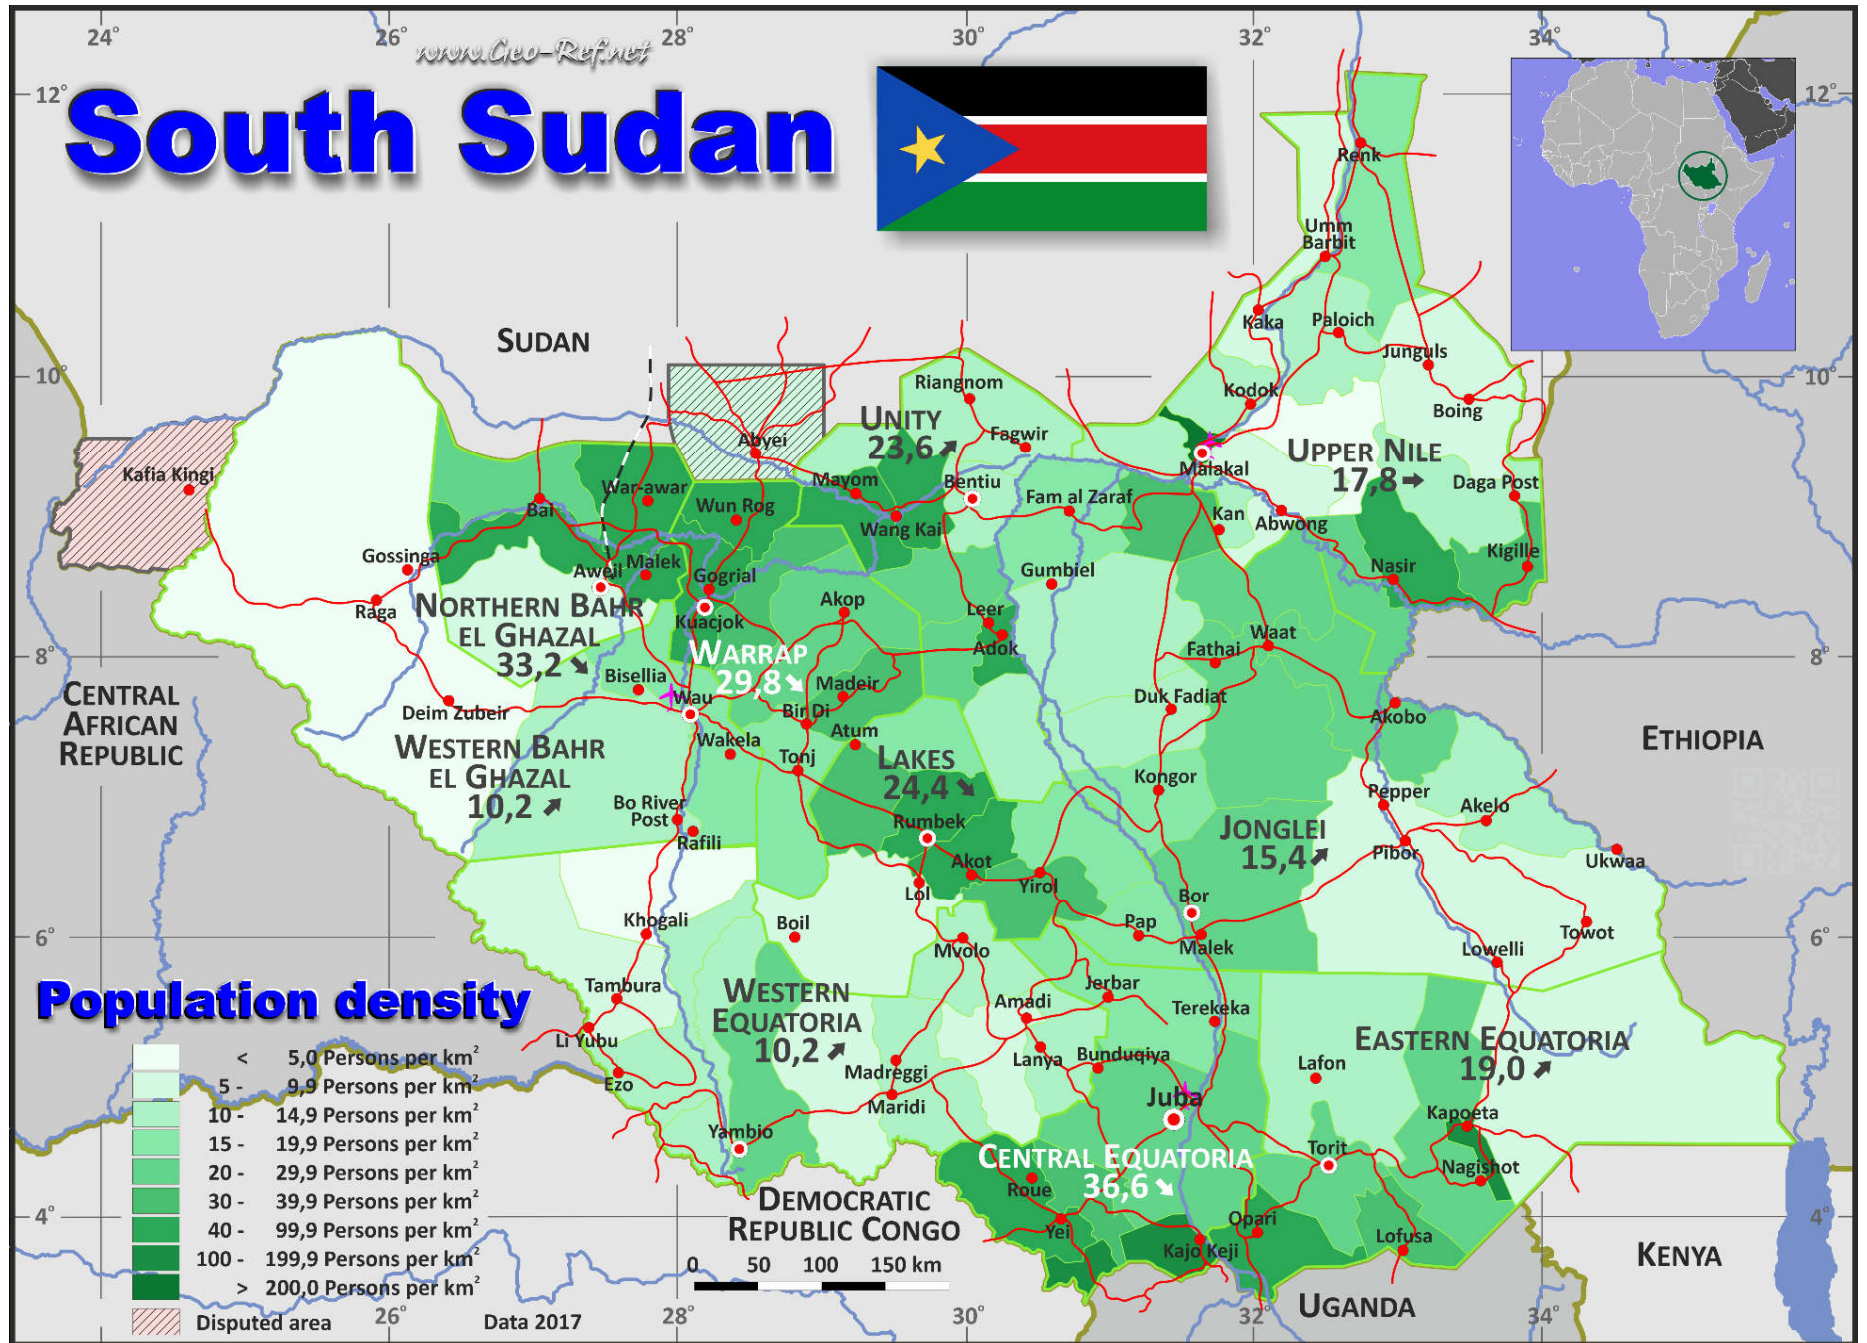 24°
26°
28°
30°
32°
34°
www.Geo-Ref.net
South Sudan
12°
12°
Renk
Umm
Barbit
SUDAN
Kaka
Paloich
Junguls
10°
10°
Riangnom
Kodok
Boing
UNITY
23,6
Fagwir
Abyei
Kafia Kingi
Malakal
UPPER NILE
17,8
Mayom
Bentiu
War-awar
Wun Rog
Fam al Zaraf
Daga Post
Bai
Wang Kai
Kan
Abwong
Gossinga
Aweil
Malek
Gogrial
Gumbiel
Nasir
Kigille
Raga
NORTHERN BAHR
EL GHAZAL
33,2
Kuacjok
Akop
Leer
Adok
Waat
Fathai
8°
8°
WARRAP
29,8
CENTRAL
AFRICAN
REPUBLIC
Bisellia
Madeir
Duk Fadiat
Deim Zubeir
Wau
Bir Di
Akobo
ETHIOPIA
WESTERN BAHR
EL GHAZAL
10,2
Wakela
Atum
Tonj
LAKES
24,4
Kongor
Pepper
Akelo
Bo River
Post
Rafili
Rumbek
JONGLEI
15,4
Pibor
Ukwaa
Akot
Lol
Yirol
Bor
6°
6°
Khogali
Boil
Mvolo
Pap
Malek
Lowelli
Towot
Population density
Tambura
WESTERN
EQUATORIA
10,2
Jerbar
Amadi
Terekeka
EASTERN EQUATORIA
19,0
Li Yubu
Lanya
Bunduqiya
Lafon
Ezo
Madreggi
Maridi
Juba
Kapoeta
Yambio
Torit
Nagishot
CENTRAL EQUATORIA
36,6
Roue
DEMOCRATIC
REPUBLIC CONGO
Yei
Opari
Kajo Keji
Lofusa
4°
4°
KENYA
UGANDA
< 5,0 Persons per km²
5 - 9,9 Persons per km²
10 - 14,9 Persons per km²
15 - 19,9 Persons per km²
20 - 29,9 Persons per km²
30 - 39,9 Persons per km²
40 - 99,9 Persons per km²
100 - 199,9 Persons per km²
> 200,0 Persons per km²
Disputed area
Data 2017
0 50 100 150 km
26°
28°
30°
32°
34°